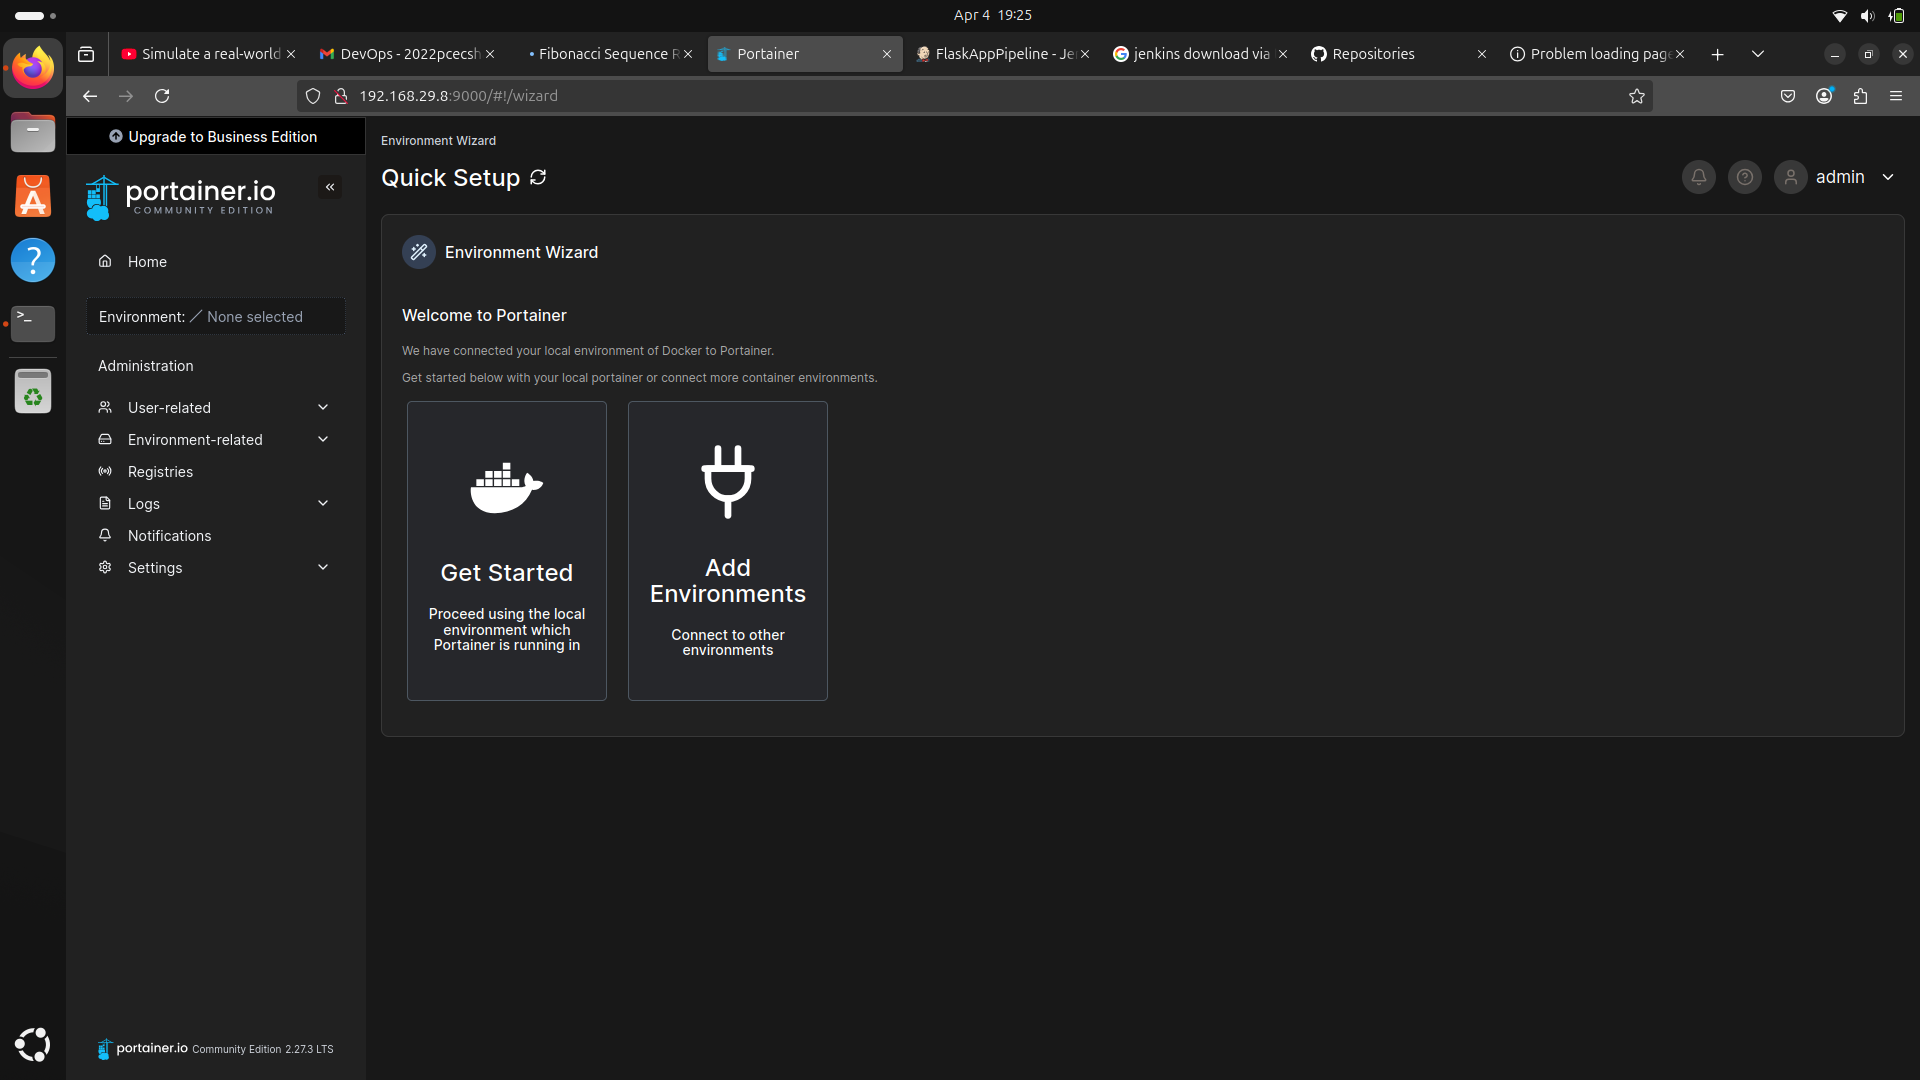 Apr 4 19:25
Simulate a real-world
DevOps - 2022pcecsh
Fibonacci Sequence R
Portainer
FlaskAppPipeline - Je
jenkins download via
Repositories
Problem loading page
192.168.29.8:9000/#!/wizard
Upgrade to Business Edition
portainer.io
COMMUNITY EDITION
Home
Environment: None selected
Administration
User-related
Environment-related
Registries
Logs
Notifications
Settings
portainer.io Community Edition 2.27.3 LTS
Environment Wizard
Quick Setup
admin
Environment Wizard
Welcome to Portainer
We have connected your local environment of Docker to Portainer.
Get started below with your local portainer or connect more container environments.
Get Started
Proceed using the local
environment which
Portainer is running in
Add
Environments
Connect to other
environments